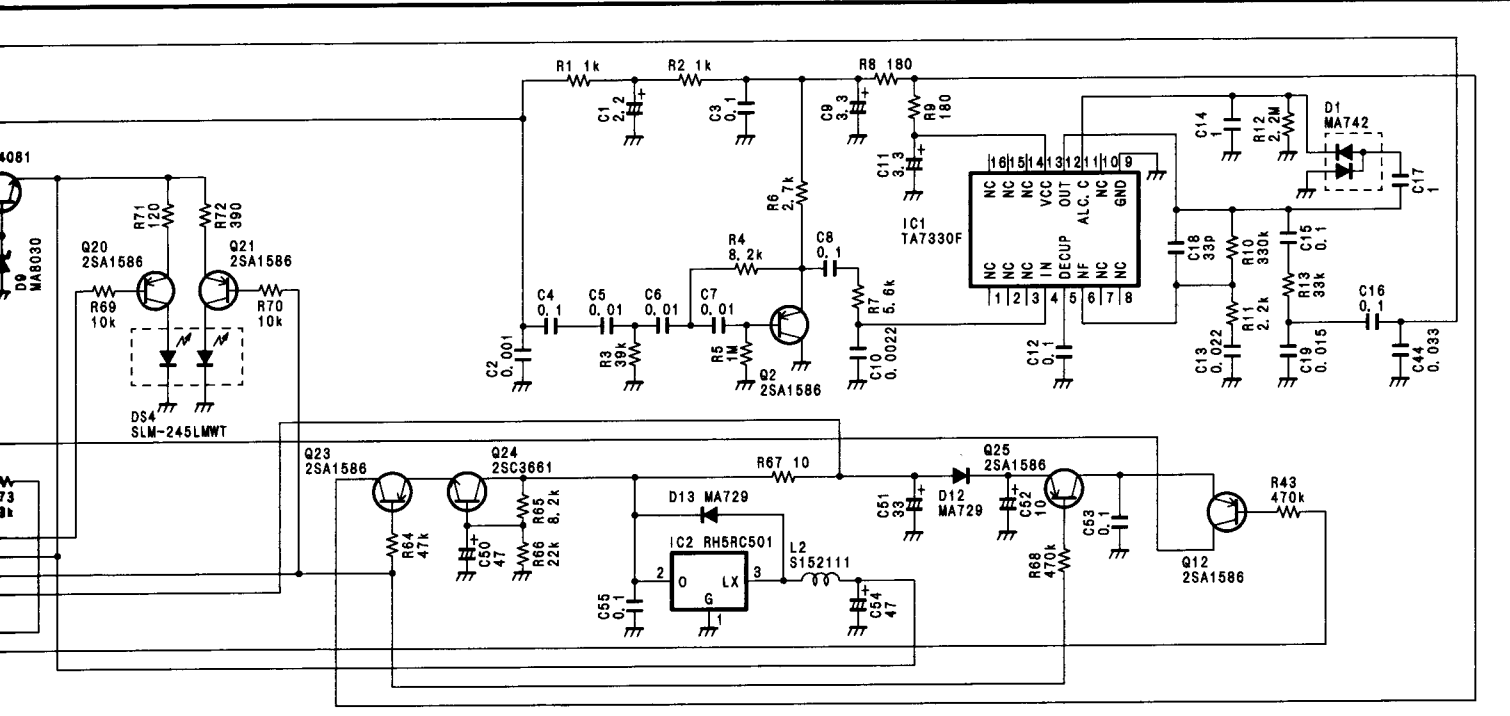 R1 1k
R2 1k
R8 180
C1
2.2
C3
0.1
C9
3.3
R9
180
C11
3.3
C14
1
R12
2.2M
D1
MA742
C17
1
4081
16 15 14 13 12 11 10 9
NC NC NC VCC OUT ALC.C NC GND
IC1
TA7330F
NC NC NC IN DECUP NF NC NC
1 2 3 4 5 6 7 8
R71
120
R72
390
D9
MA8030
Q20
2SA1586
Q21
2SA1586
R69
10k
R70
10k
DS4
SLM-245LMWT
R6
2.7k
R4
8.2k
C8
0.1
R7
5.6k
C4
0.1
C5
0.01
C6
0.01
C7
0.01
C2
0.001
R3
39k
R5
1M
Q2
2SA1586
C10
0.0022
C12
0.1
C18
33p
R10
330k
C15
0.1
R13
33k
R11
2.2k
C16
0.1
C13
0.022
C19
0.015
C44
0.033
Q23
2SA1586
Q24
2SC3661
R65
8.2k
R67 10
C51
33
D12
MA729
Q25
2SA1586
C52
10
C53
0.1
R43
470k
Q12
2SA1586
73
R64
47k
C50
47
R66
22k
D13 MA729
IC2 RH5RC501
2 O LX 3
G
1
L2
S152111
C55
0.1
C54
47
R68
470k